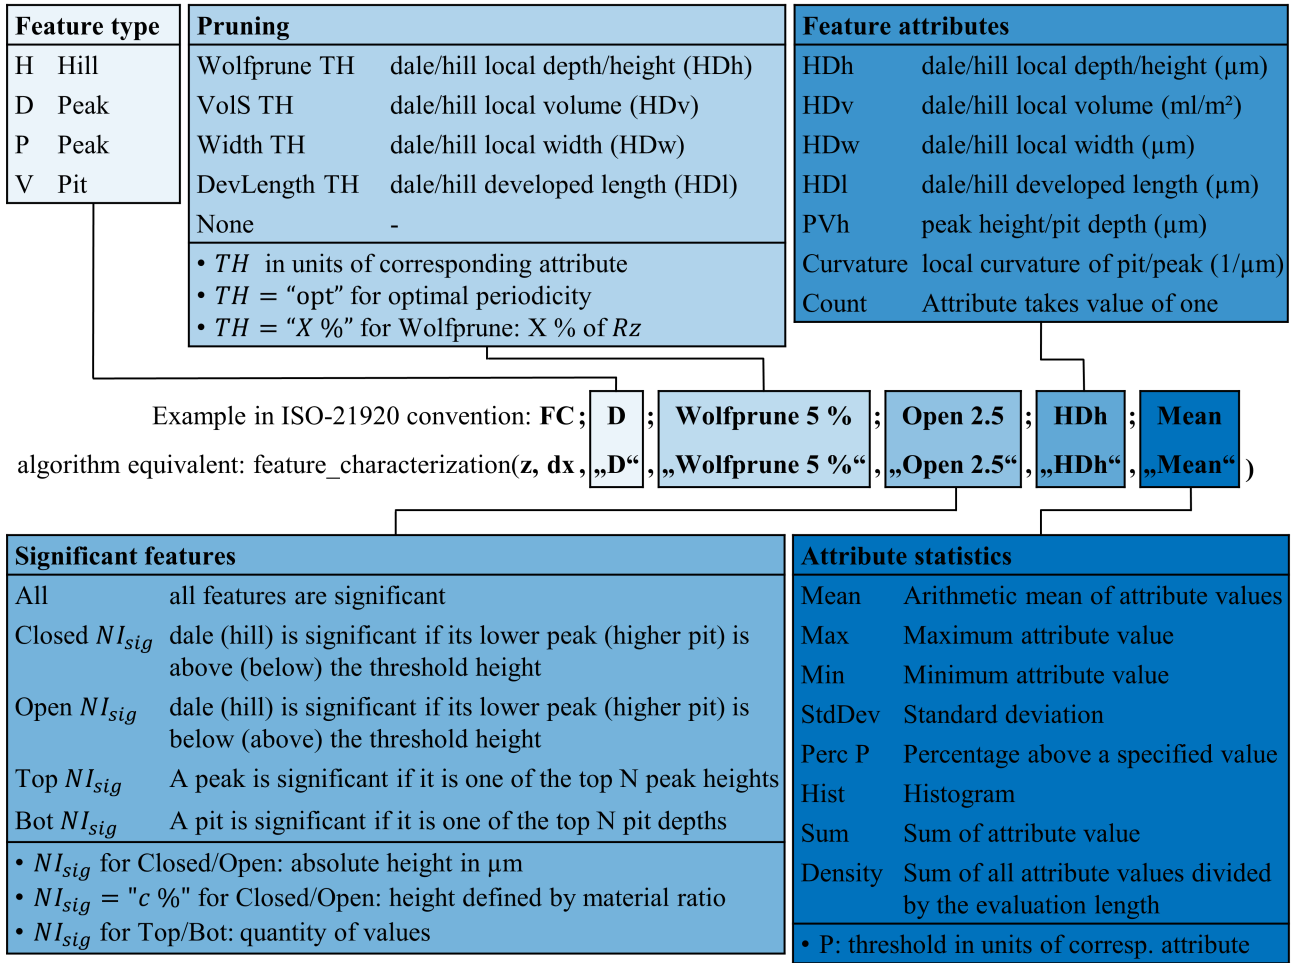 Feature type
H Hill
D Peak
P Peak
V Pit
Pruning
Wolfprune TH dale/hill local depth/height (HDh)
VolS TH dale/hill local volume (HDv)
Width TH dale/hill local width (HDw)
DevLength TH dale/hill developed length (HDl)
None -
• TH in units of corresponding attribute
• TH = “opt” for optimal periodicity
• TH = “X %” for Wolfprune: X % of Rz
Feature attributes
HDh dale/hill local depth/height (µm)
HDv dale/hill local volume (ml/m²)
HDw dale/hill local width (µm)
HDl dale/hill developed length (µm)
PVh peak height/pit depth (µm)
Curvature local curvature of pit/peak (1/µm)
Count Attribute takes value of one
Example in ISO-21920 convention: FC; D ; Wolfprune 5 % ; Open 2.5 ; HDh ; Mean
algorithm equivalent: feature_characterization(z, dx, „D“ , „Wolfprune 5 %“ , „Open 2.5“ , „HDh“ , „Mean“ )
Significant features
All all features are significant
Closed NIsig dale (hill) is significant if its lower peak (higher pit) is
above (below) the threshold height
Open NIsig dale (hill) is significant if its lower peak (higher pit) is
below (above) the threshold height
Top NIsig A peak is significant if it is one of the top N peak heights
Bot NIsig A pit is significant if it is one of the top N pit depths
• NIsig for Closed/Open: absolute height in µm
• NIsig = "c %" for Closed/Open: height defined by material ratio
• NIsig for Top/Bot: quantity of values
Attribute statistics
Mean Arithmetic mean of attribute values
Max Maximum attribute value
Min Minimum attribute value
StdDev Standard deviation
Perc P Percentage above a specified value
Hist Histogram
Sum Sum of attribute value
Density Sum of all attribute values divided
by the evaluation length
• P: threshold in units of corresp. attribute